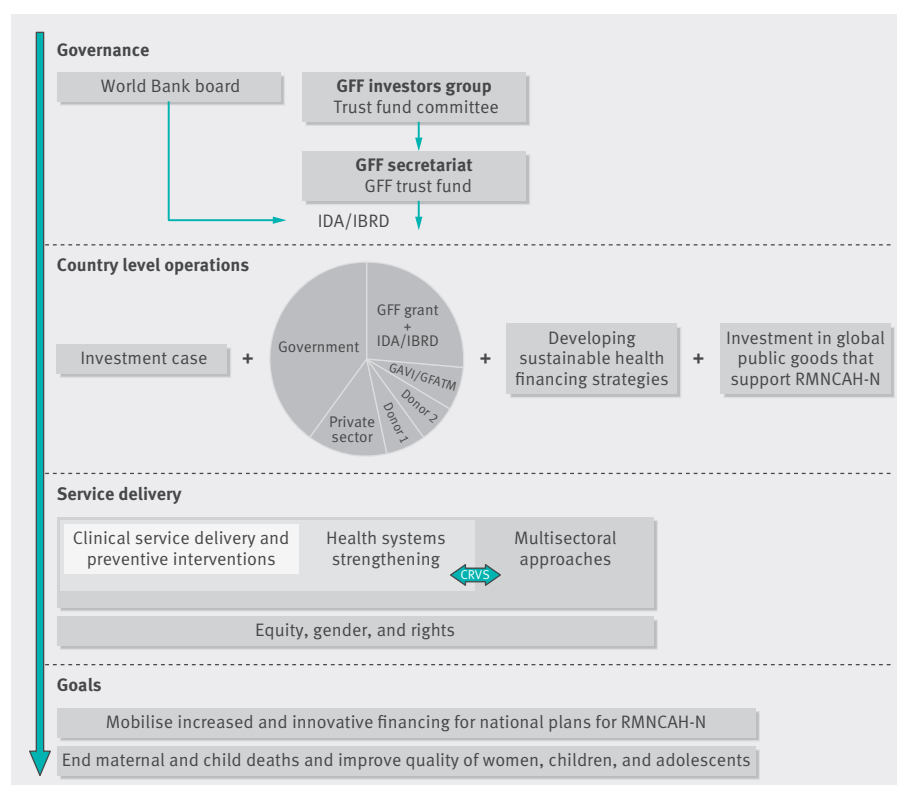 Governance
World Bank board
GFF investors group
Trust fund committee
GFF secretariat
GFF trust fund
IDA/IBRD
Country level operations
Investment case
+
Government
GFF grant
+
IDA/IBRD
GAVI/GFATM
Donor 2
Donor 1
Private
sector
+
Developing
sustainable health
financing strategies
+
Investment in global
public goods that
support RMNCAH-N
Service delivery
Clinical service delivery and
preventive interventions
Health systems
strengthening
CRVS
Multisectoral
approaches
Equity, gender, and rights
Goals
Mobilise increased and innovative financing for national plans for RMNCAH-N
End maternal and child deaths and improve quality of women, children, and adolescents